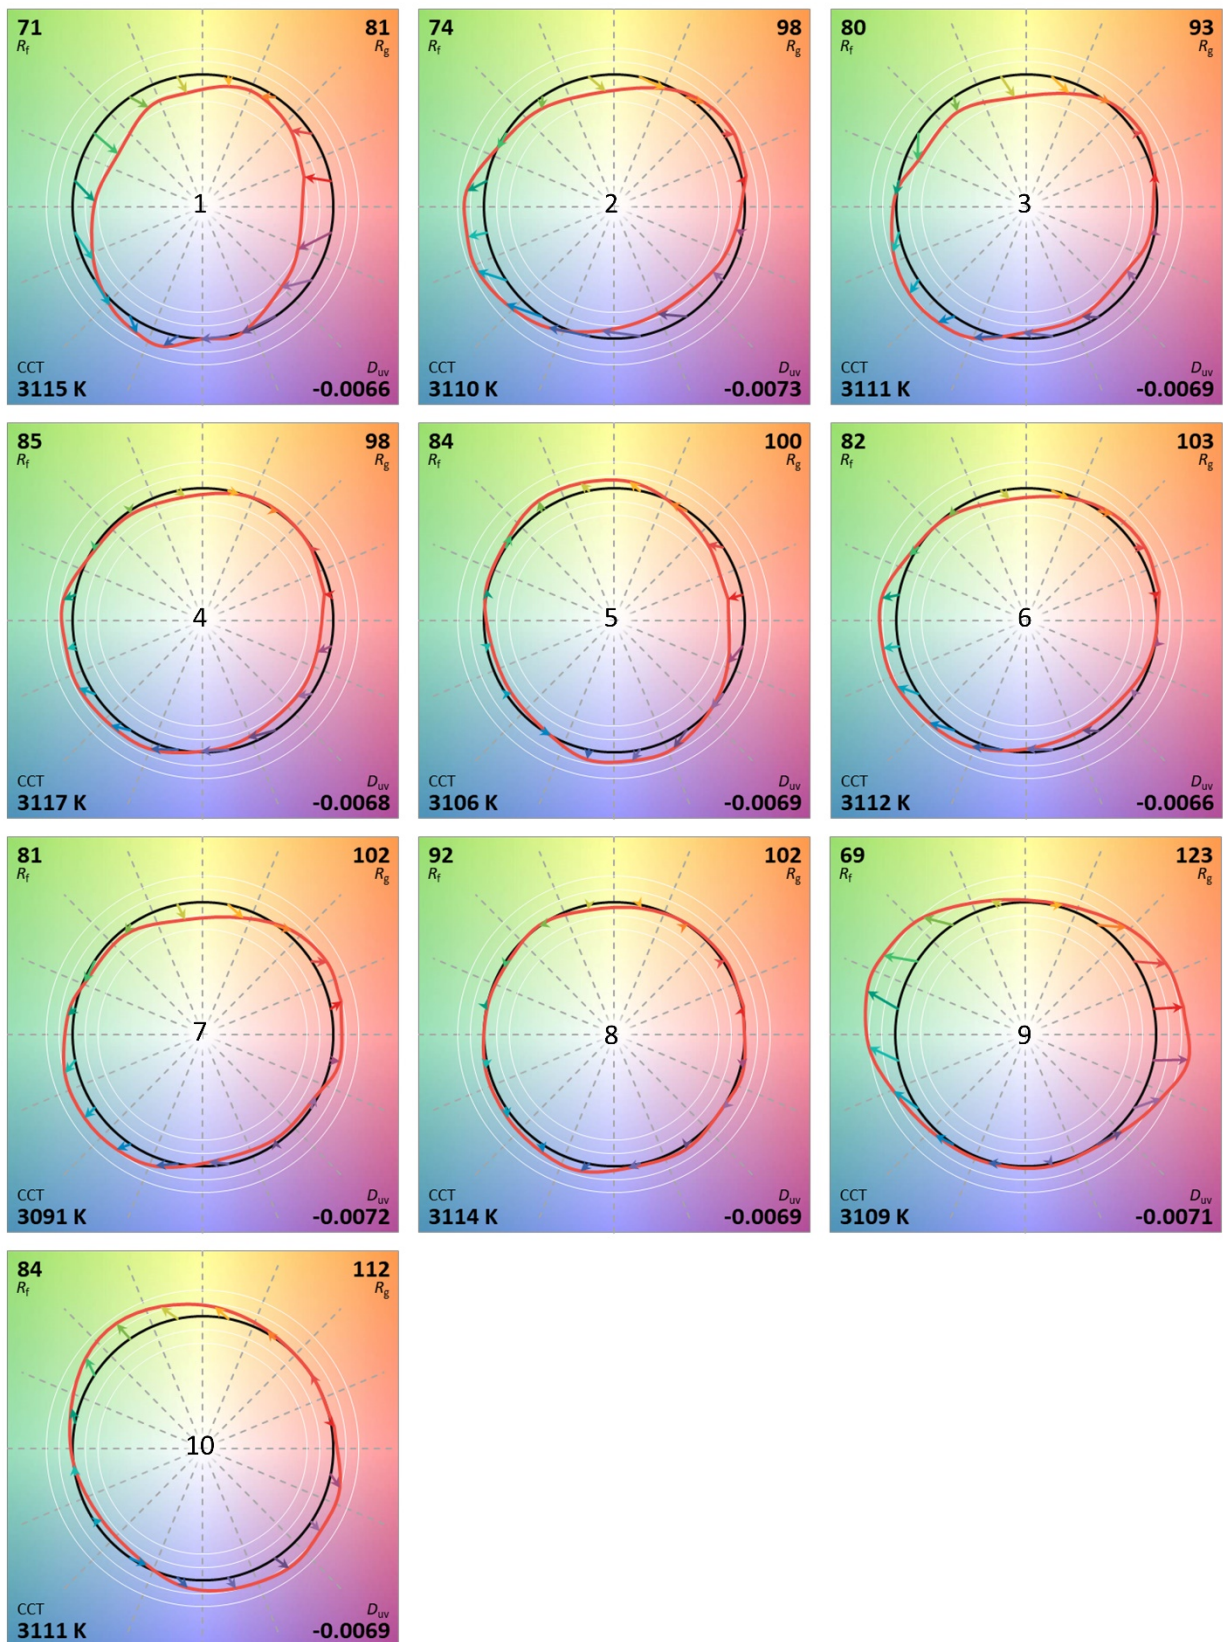 71 81
Rf Rg
1
CCT Duv
3115 K -0.0066
74 98
Rf Rg
2
CCT Duv
3110 K -0.0073
80 93
Rf Rg
3
CCT Duv
3111 K -0.0069
85 98
Rf Rg
4
CCT Duv
3117 K -0.0068
84 100
Rf Rg
5
CCT Duv
3106 K -0.0069
82 103
Rf Rg
6
CCT Duv
3112 K -0.0066
81 102
Rf Rg
7
CCT Duv
3091 K -0.0072
92 102
Rf Rg
8
CCT Duv
3114 K -0.0069
69 123
Rf Rg
9
CCT Duv
3109 K -0.0071
84 112
Rf Rg
10
CCT Duv
3111 K -0.0069